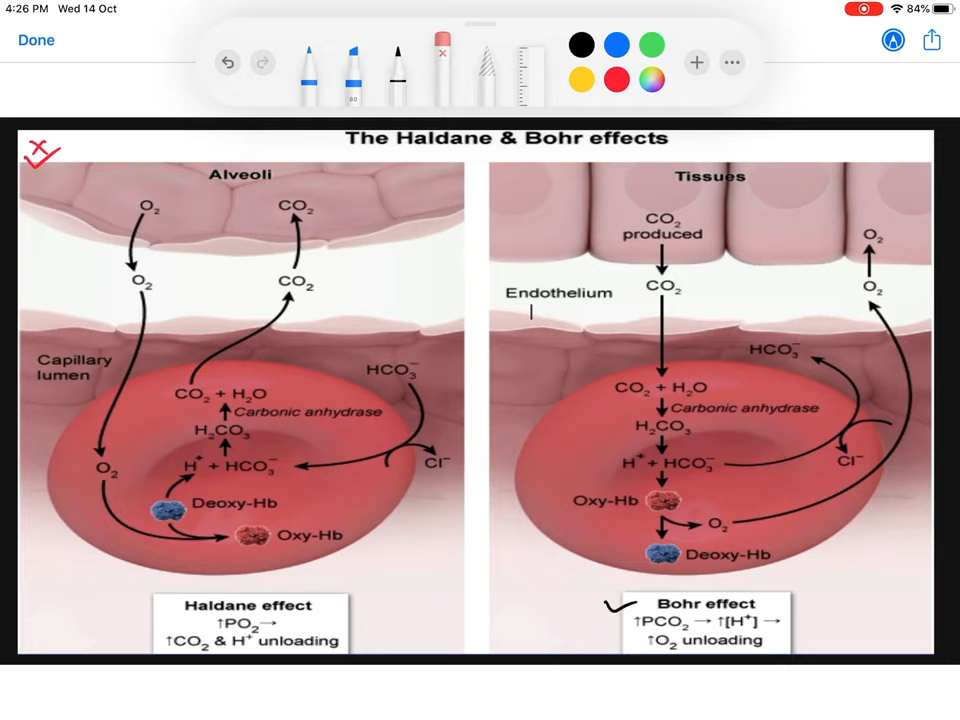 4:26 PM Wed 14 Oct
84%
Done
80
The Haldane & Bohr effects
Alveoli
O₂
CO₂
O₂
CO₂
Capillary
lumen
HCO₃⁻
CO₂ + H₂O
Carbonic anhydrase
H₂CO₃
O₂
H⁺ + HCO₃⁻
Cl⁻
Deoxy-Hb
Oxy-Hb
Haldane effect
↑PO₂→
↑CO₂ & H⁺ unloading
Tissues
CO₂
produced
O₂
CO₂
O₂
Endothelium
HCO₃⁻
CO₂ + H₂O
Carbonic anhydrase
H₂CO₃
H⁺ + HCO₃⁻
Cl⁻
Oxy-Hb
O₂
Deoxy-Hb
Bohr effect
↑PCO₂ → ↑[H⁺] →
↑O₂ unloading